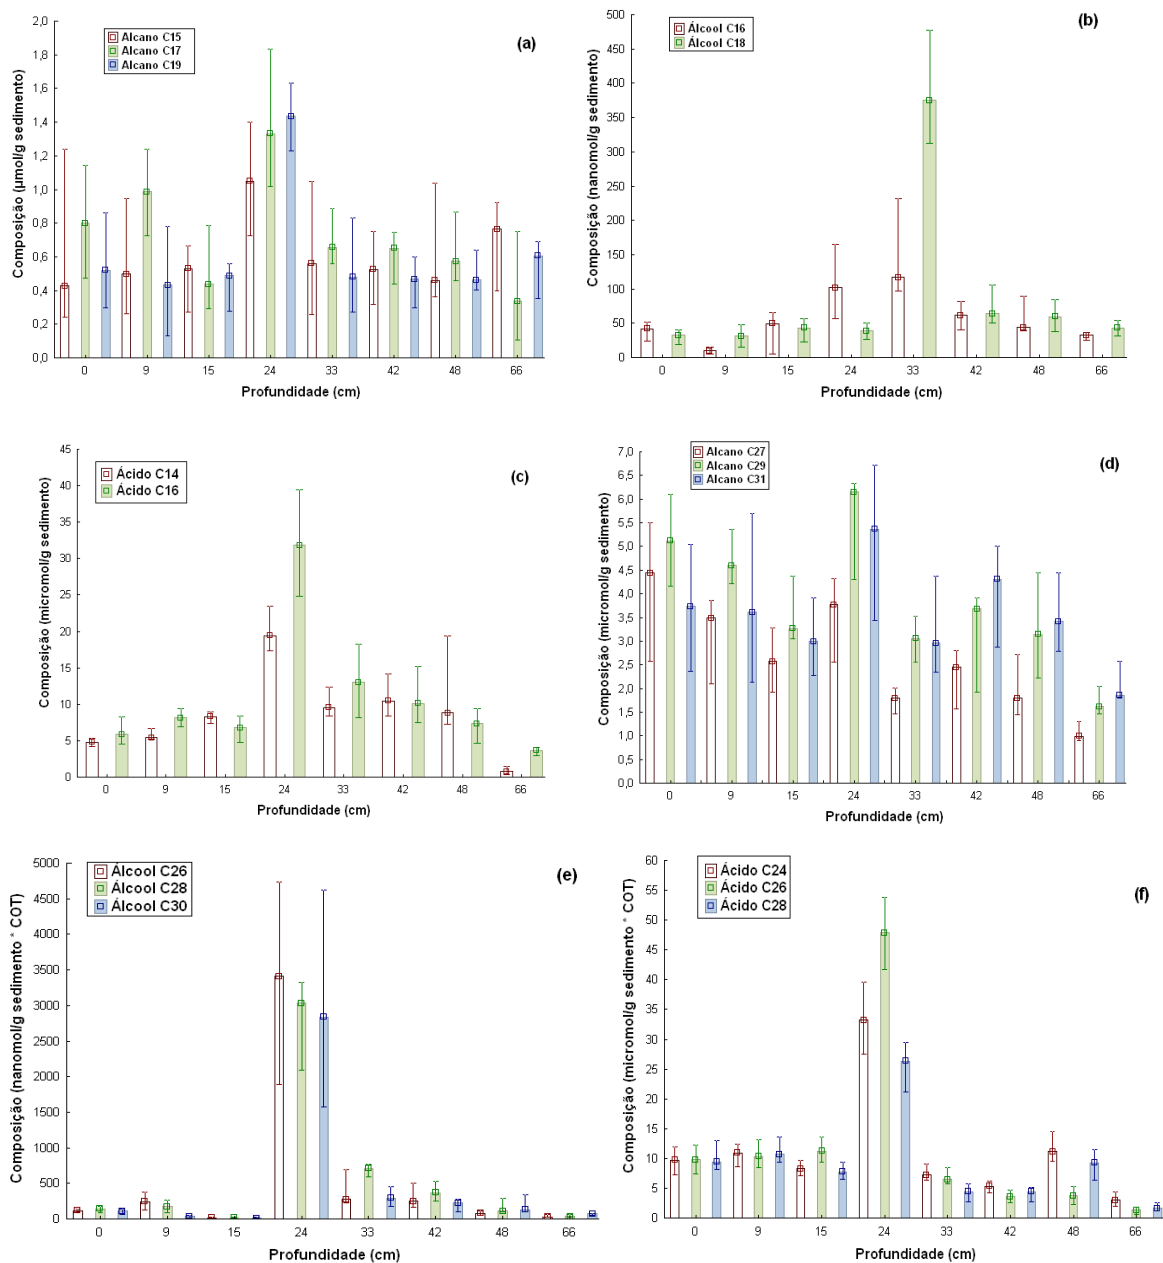 (a)
Alcano C15
Alcano C17
Alcano C19
Composição (µmol/g sedimento)
2,0
1,8
1,6
1,4
1,2
1,0
0,8
0,6
0,4
0,2
0,0
0 9 15 24 33 42 48 66
Profundidade (cm)
(b)
Álcool C16
Álcool C18
Composição (nanomol/g sedimento)
500
450
400
350
300
250
200
150
100
50
0
0 9 15 24 33 42 48 66
Profundidade (cm)
(c)
Ácido C14
Ácido C16
Composição (micromol/g sedimento)
45
40
35
30
25
20
15
10
5
0
0 9 15 24 33 42 48 66
Profundidade (cm)
(d)
Alcano C27
Alcano C29
Alcano C31
Composição (micromol/g sedimento)
7,0
6,5
6,0
5,5
5,0
4,5
4,0
3,5
3,0
2,5
2,0
1,5
1,0
0,5
0,0
0 9 15 24 33 42 48 66
Profundidade (cm)
(e)
Álcool C26
Álcool C28
Álcool C30
Composição (nanomol/g sedimento * COT)
5000
4500
4000
3500
3000
2500
2000
1500
1000
500
0
0 9 15 24 33 42 48 66
Profundidade (cm)
(f)
Ácido C24
Ácido C26
Ácido C28
Composição (micromol/g sedimento * COT)
60
55
50
45
40
35
30
25
20
15
10
5
0
0 9 15 24 33 42 48 66
Profundidade (cm)